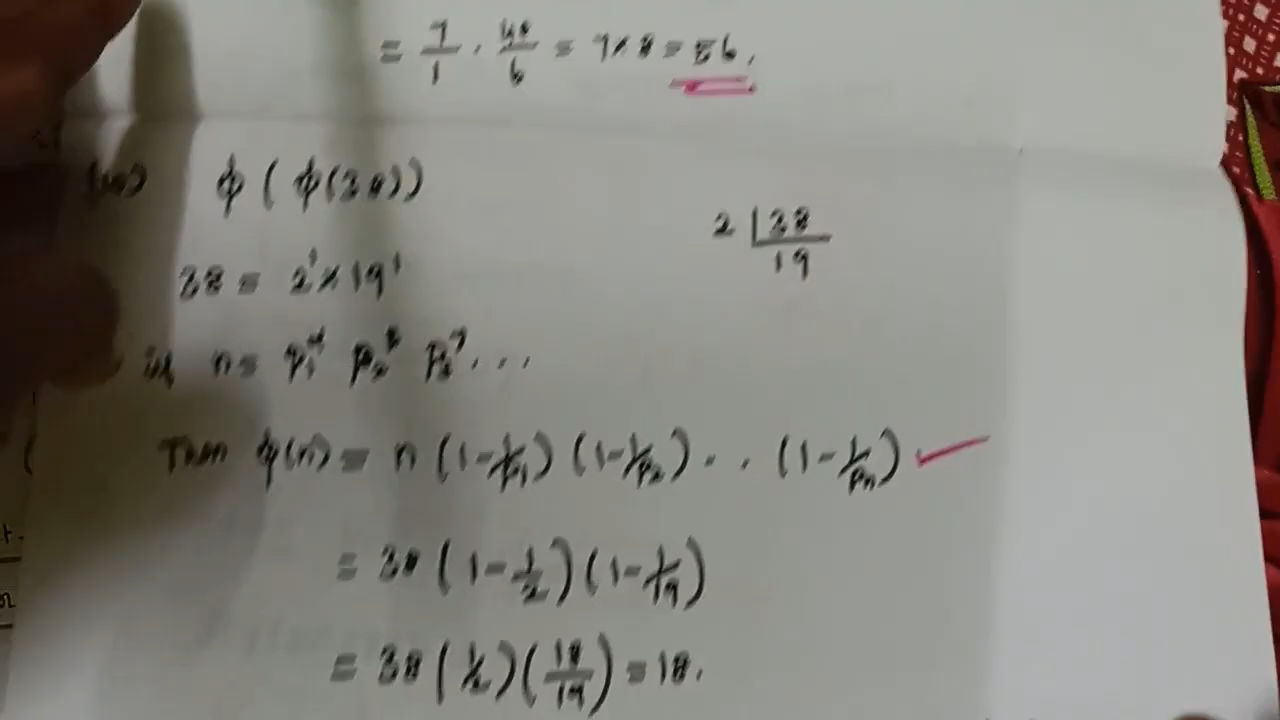 = 7/1 . 48/6 = 7×8 = 56.
φ ( φ(38))
2 | 38
19
38 = 2¹ × 19¹
if n = p₁^α p₂^β p₃^γ ...
Then φ(n) = n (1-1/p₁) (1-1/p₂) . . (1-1/pₙ)
= 38 (1-1/2) (1-1/19)
= 38 (1/2) (18/19) = 18.